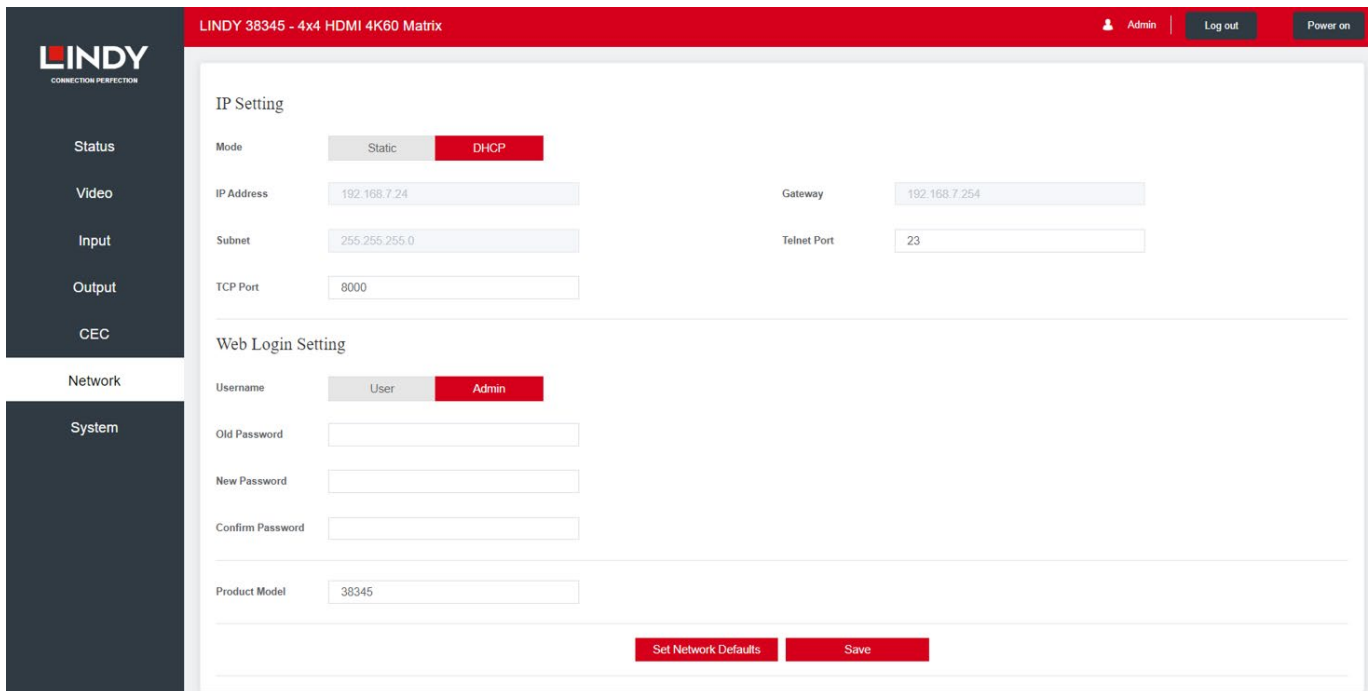 LINDY 38345 - 4x4 HDMI 4K60 Matrix
Admin
Log out
Power on
LINDY
CONNECTION PERFECTION
Status
Video
Input
Output
CEC
Network
System
IP Setting
Mode Static DHCP
IP Address 192.168.7.24 Gateway 192.168.7.254
Subnet 255.255.255.0 Telnet Port 23
TCP Port 8000
Web Login Setting
Username User Admin
Old Password
New Password
Confirm Password
Product Model 38345
Set Network Defaults Save